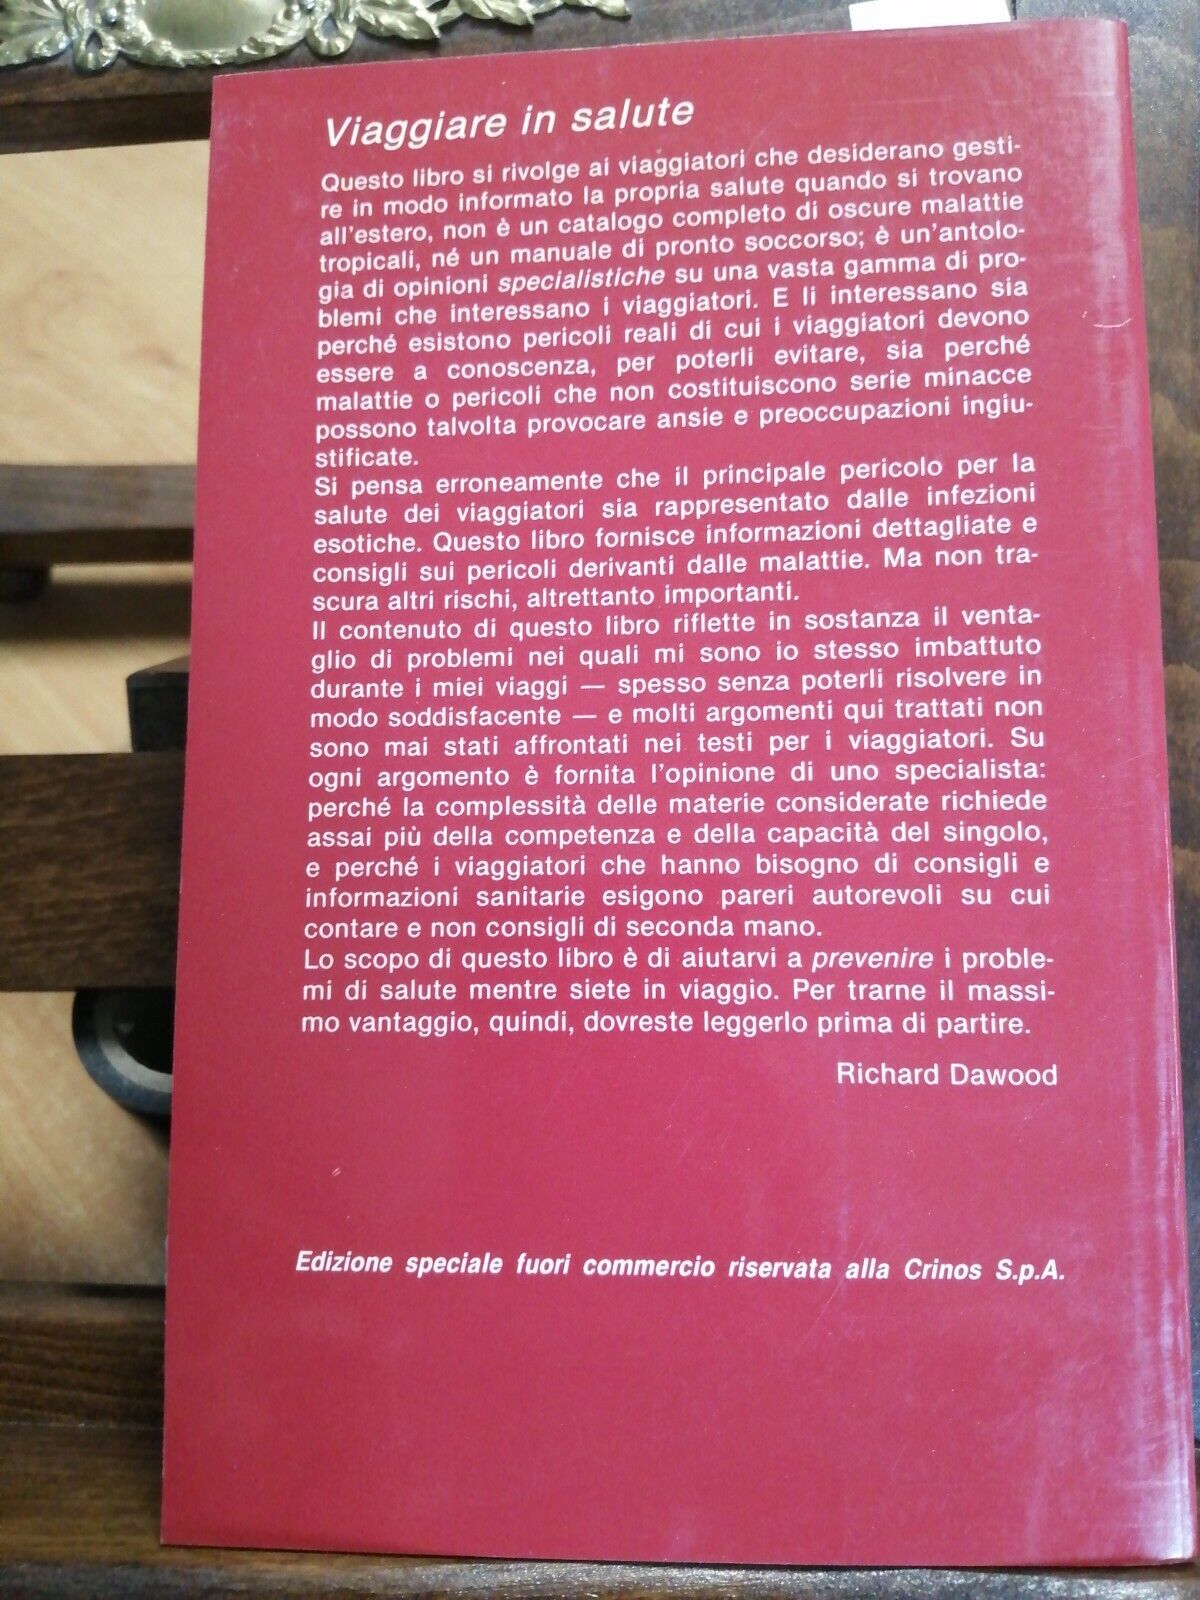 Viaggiare in salute
Questo libro si rivolge ai viaggiatori che desiderano gesti-
re in modo informato la propria salute quando si trovano
all'estero, non è un catalogo completo di oscure malattie
tropicali, né un manuale di pronto soccorso; è un'antolo-
gia di opinioni specialistiche su una vasta gamma di pro-
blemi che interessano i viaggiatori. E li interessano sia
perché esistono pericoli reali di cui i viaggiatori devono
essere a conoscenza, per poterli evitare, sia perché
malattie o pericoli che non costituiscono serie minacce
possono talvolta provocare ansie e preoccupazioni ingiu-
stificate.
Si pensa erroneamente che il principale pericolo per la
salute dei viaggiatori sia rappresentato dalle infezioni
esotiche. Questo libro fornisce informazioni dettagliate e
consigli sui pericoli derivanti dalle malattie. Ma non tra-
scura altri rischi, altrettanto importanti.
Il contenuto di questo libro riflette in sostanza il venta-
glio di problemi nei quali mi sono io stesso imbattuto
durante i miei viaggi — spesso senza poterli risolvere in
modo soddisfacente — e molti argomenti qui trattati non
sono mai stati affrontati nei testi per i viaggiatori. Su
ogni argomento è fornita l'opinione di uno specialista:
perché la complessità delle materie considerate richiede
assai più della competenza e della capacità del singolo,
e perché i viaggiatori che hanno bisogno di consigli e
informazioni sanitarie esigono pareri autorevoli su cui
contare e non consigli di seconda mano.
Lo scopo di questo libro è di aiutarvi a prevenire i proble-
mi di salute mentre siete in viaggio. Per trarne il massi-
mo vantaggio, quindi, dovreste leggerlo prima di partire.
Richard Dawood
Edizione speciale fuori commercio riservata alla Crinos S.p.A.